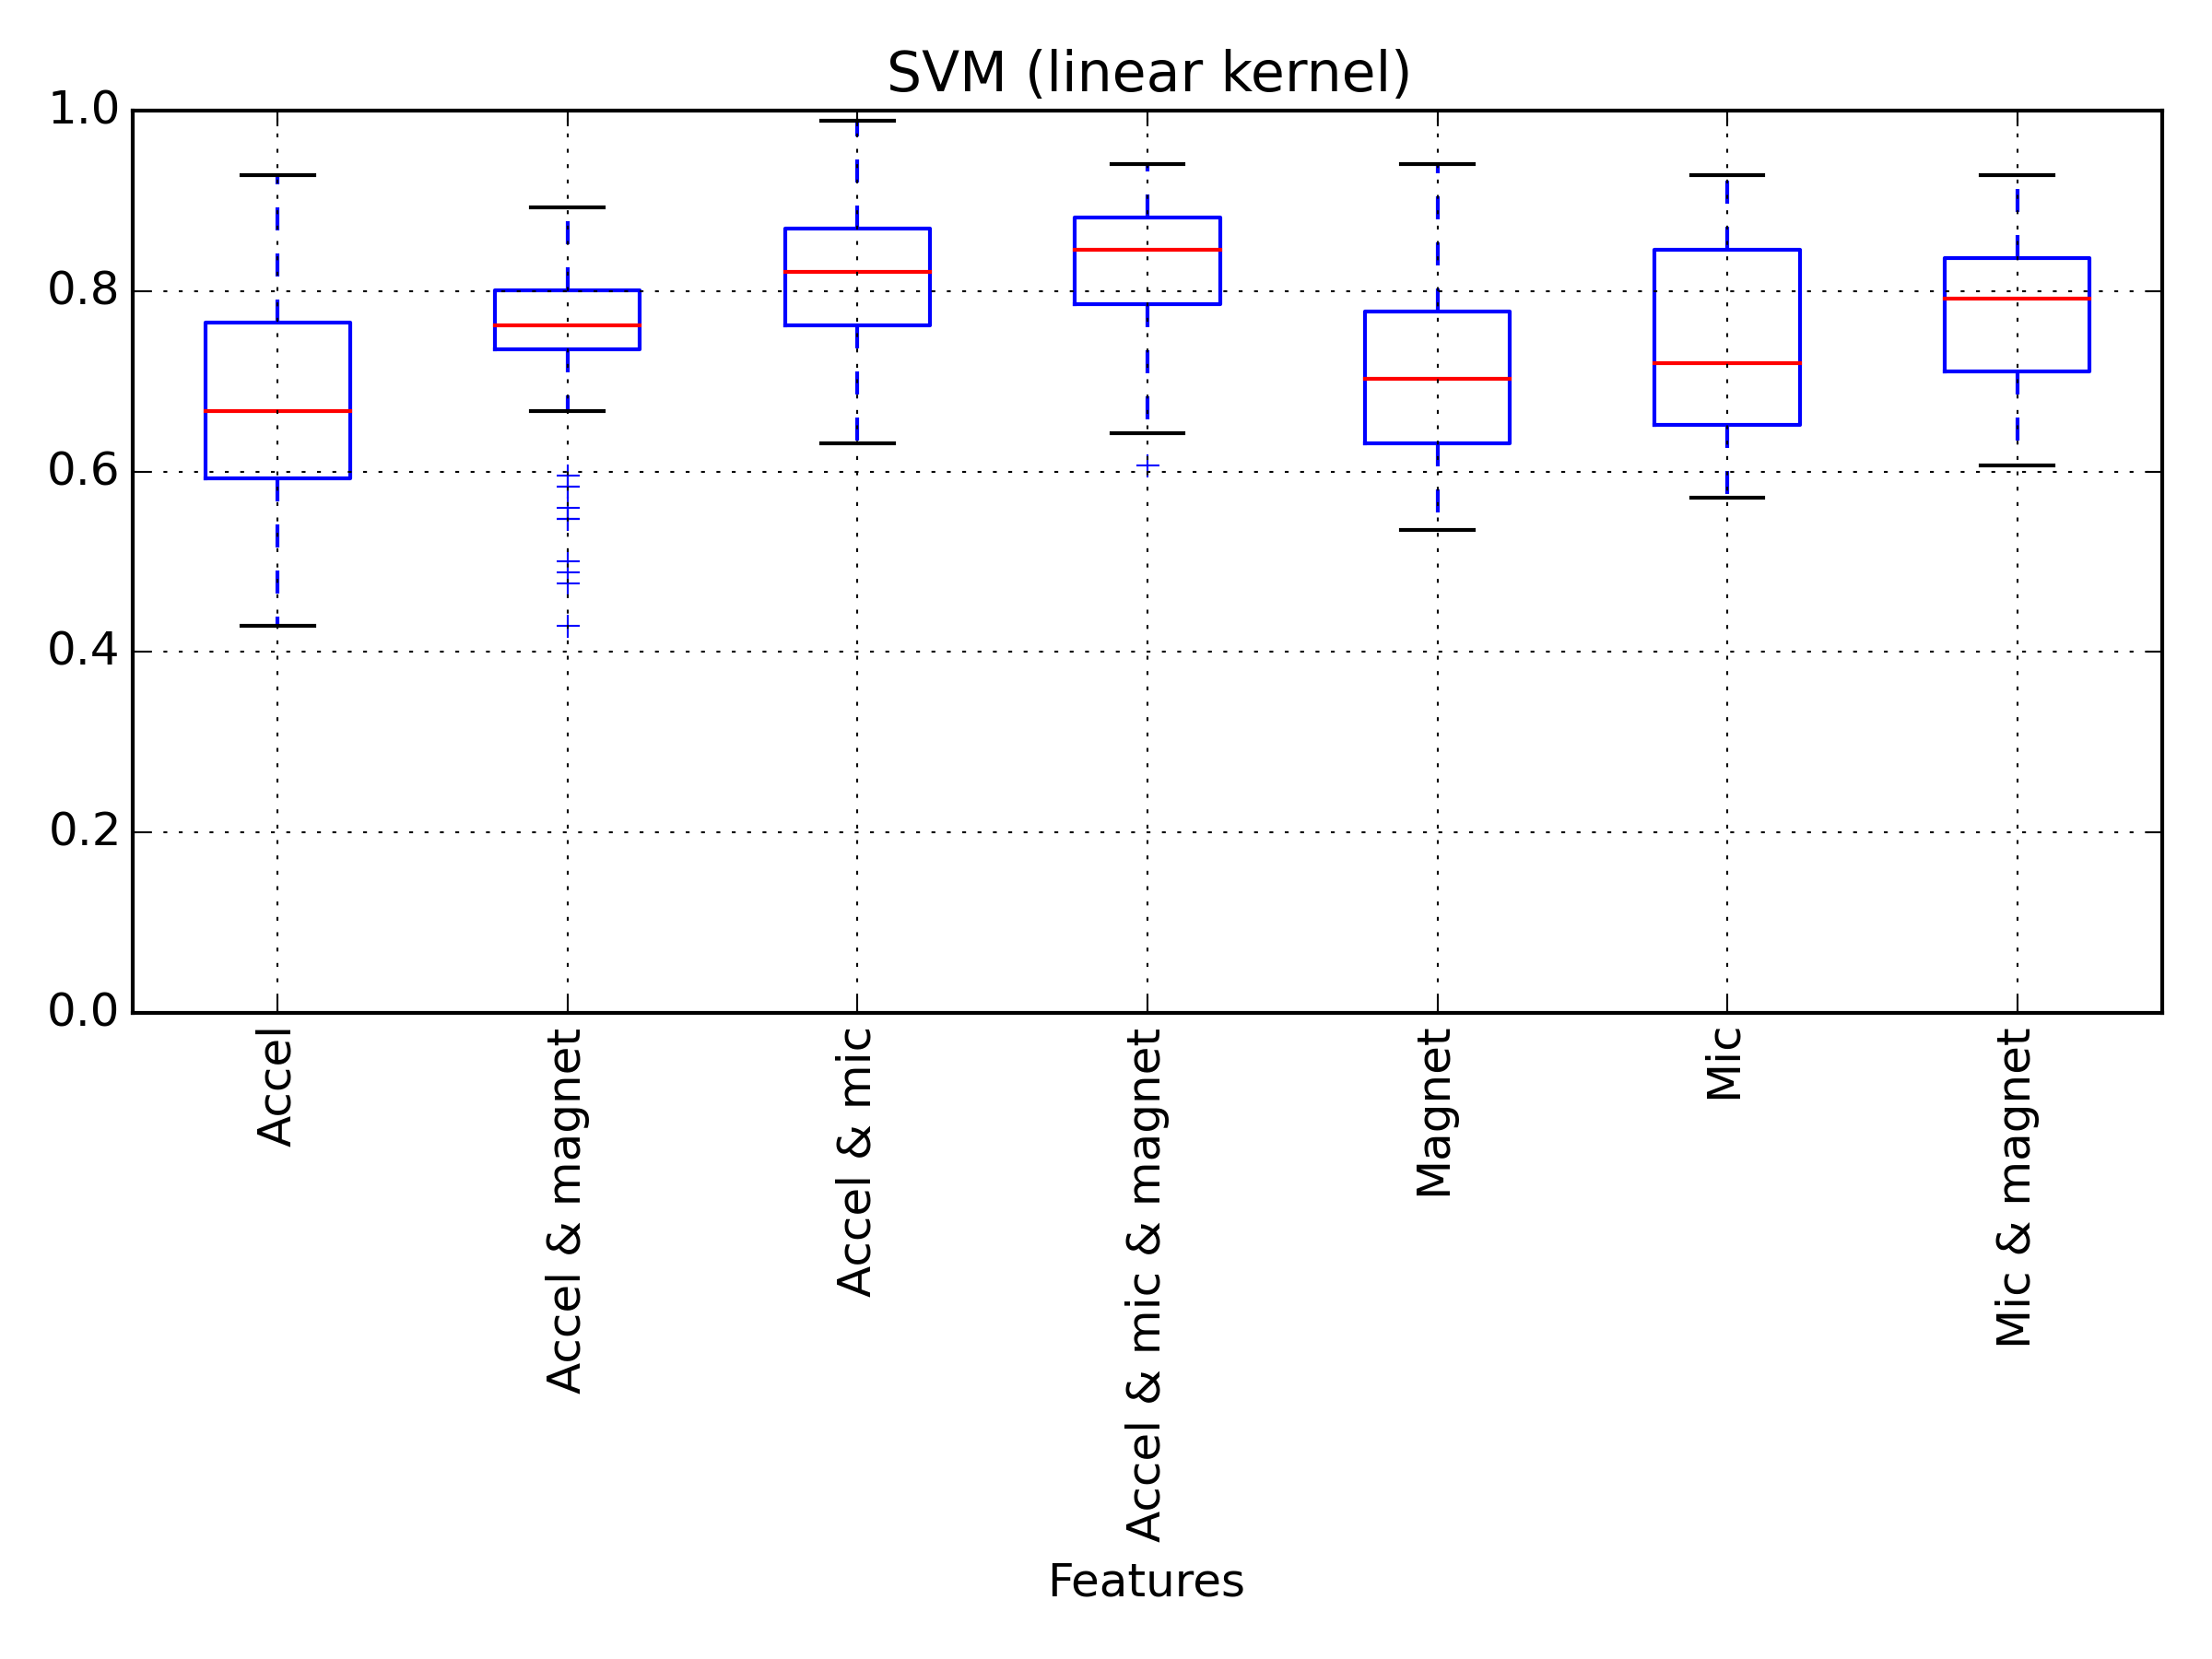 SVM (linear kernel)
1.0
0.8
0.6
0.4
0.2
0.0
Accel
Accel & magnet
Accel & mic
Accel & mic & magnet
Magnet
Mic
Mic & magnet
Features